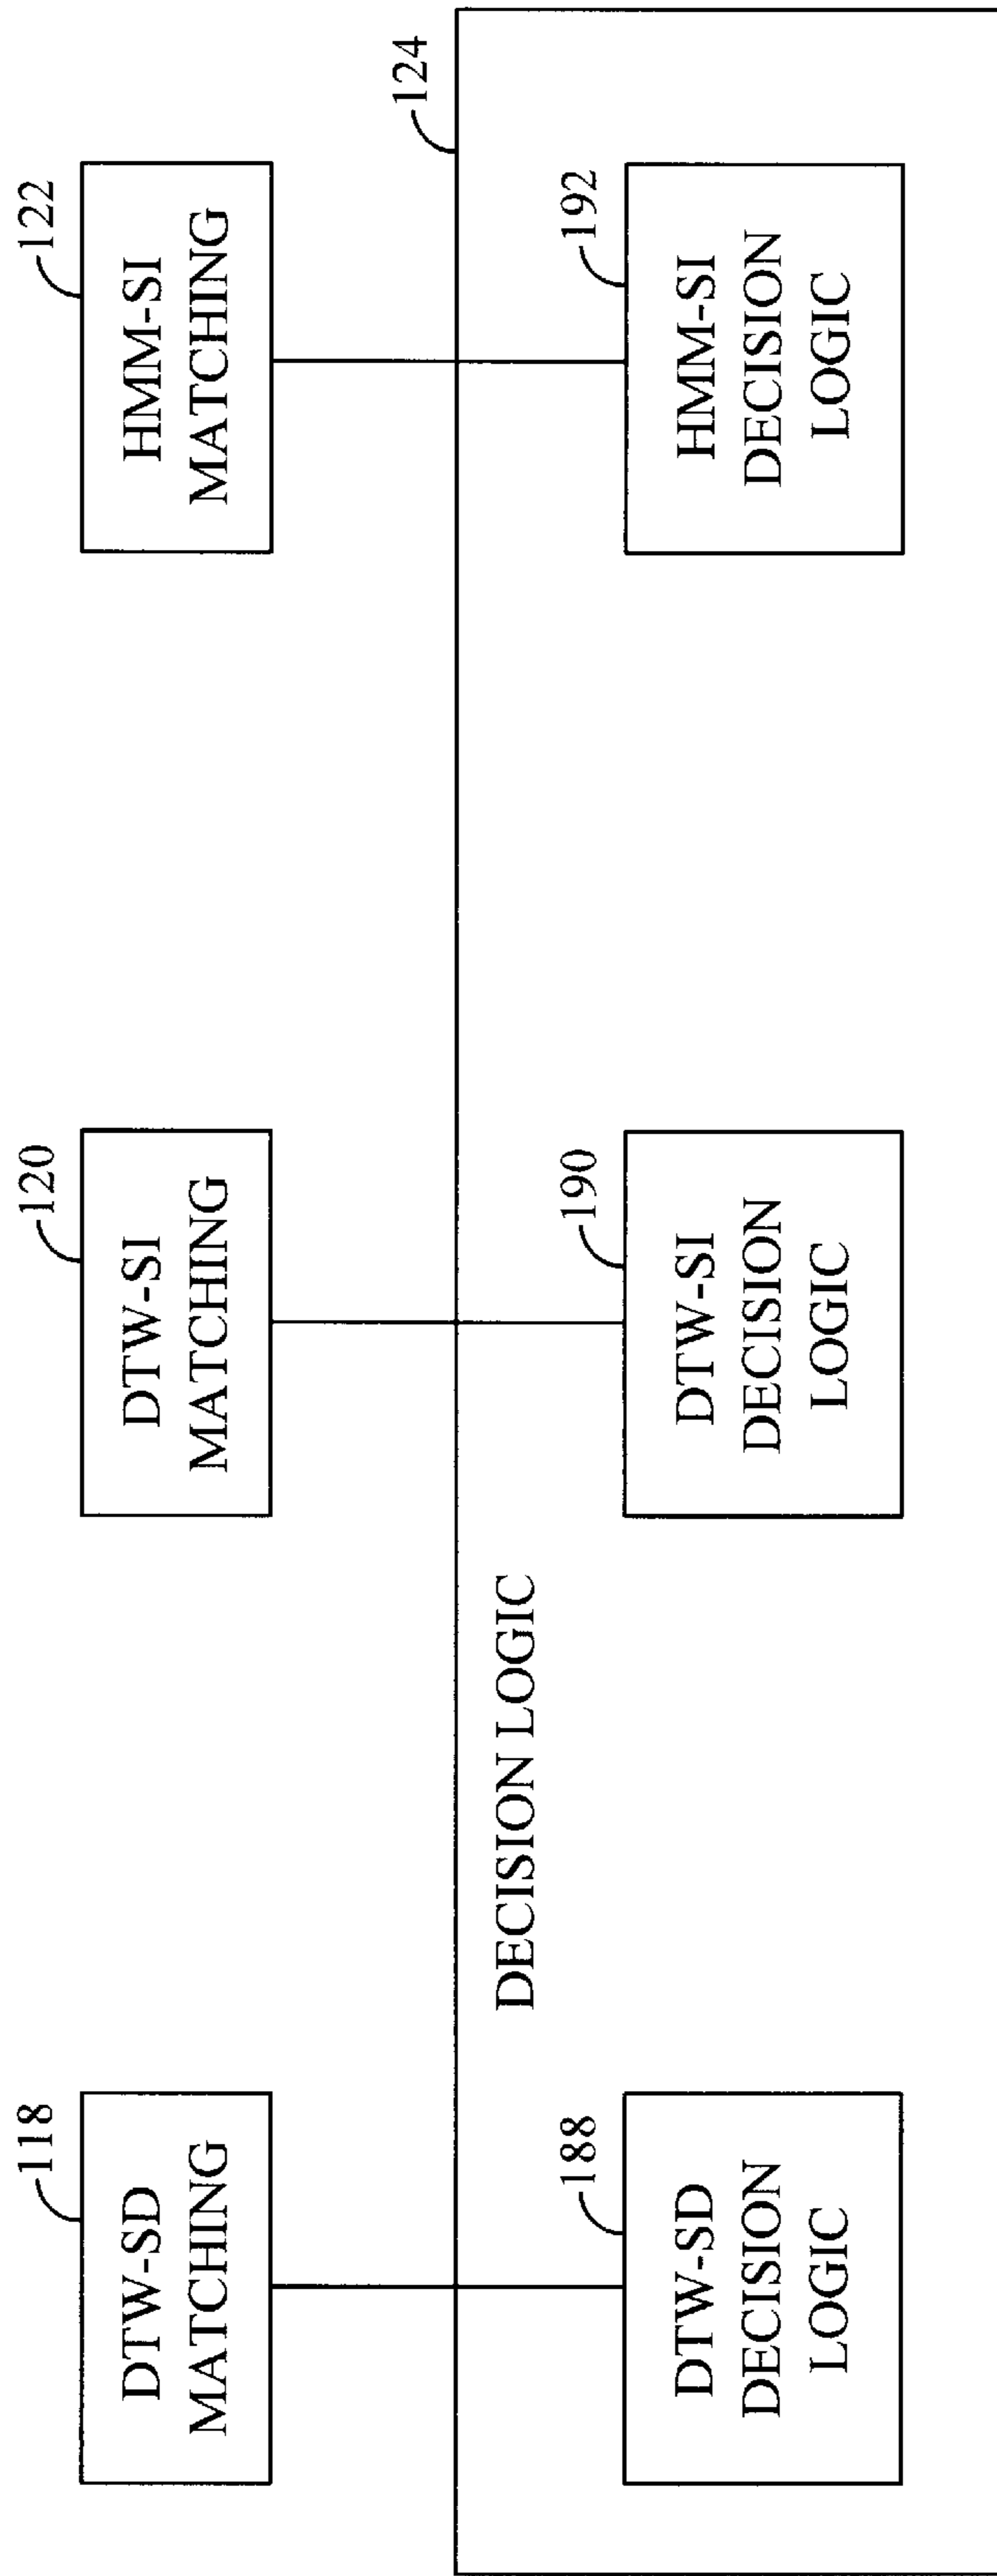 118
DTW-SD
MATCHING
120
DTW-SI
MATCHING
122
HMM-SI
MATCHING
124
DECISION LOGIC
188
DTW-SD
DECISION
LOGIC
190
DTW-SI
DECISION
LOGIC
192
HMM-SI
DECISION
LOGIC